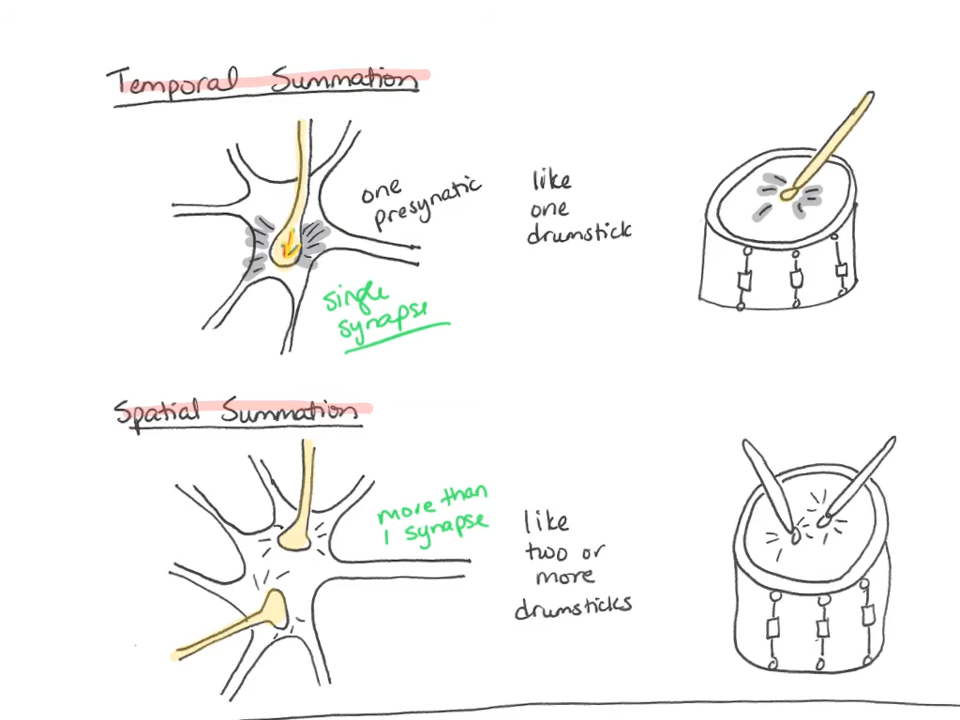 Temporal Summation
one
presynatic
like
one
drumstick
single
synapse
Spatial Summation
more than
1 synapse
like
two or
more
drumsticks